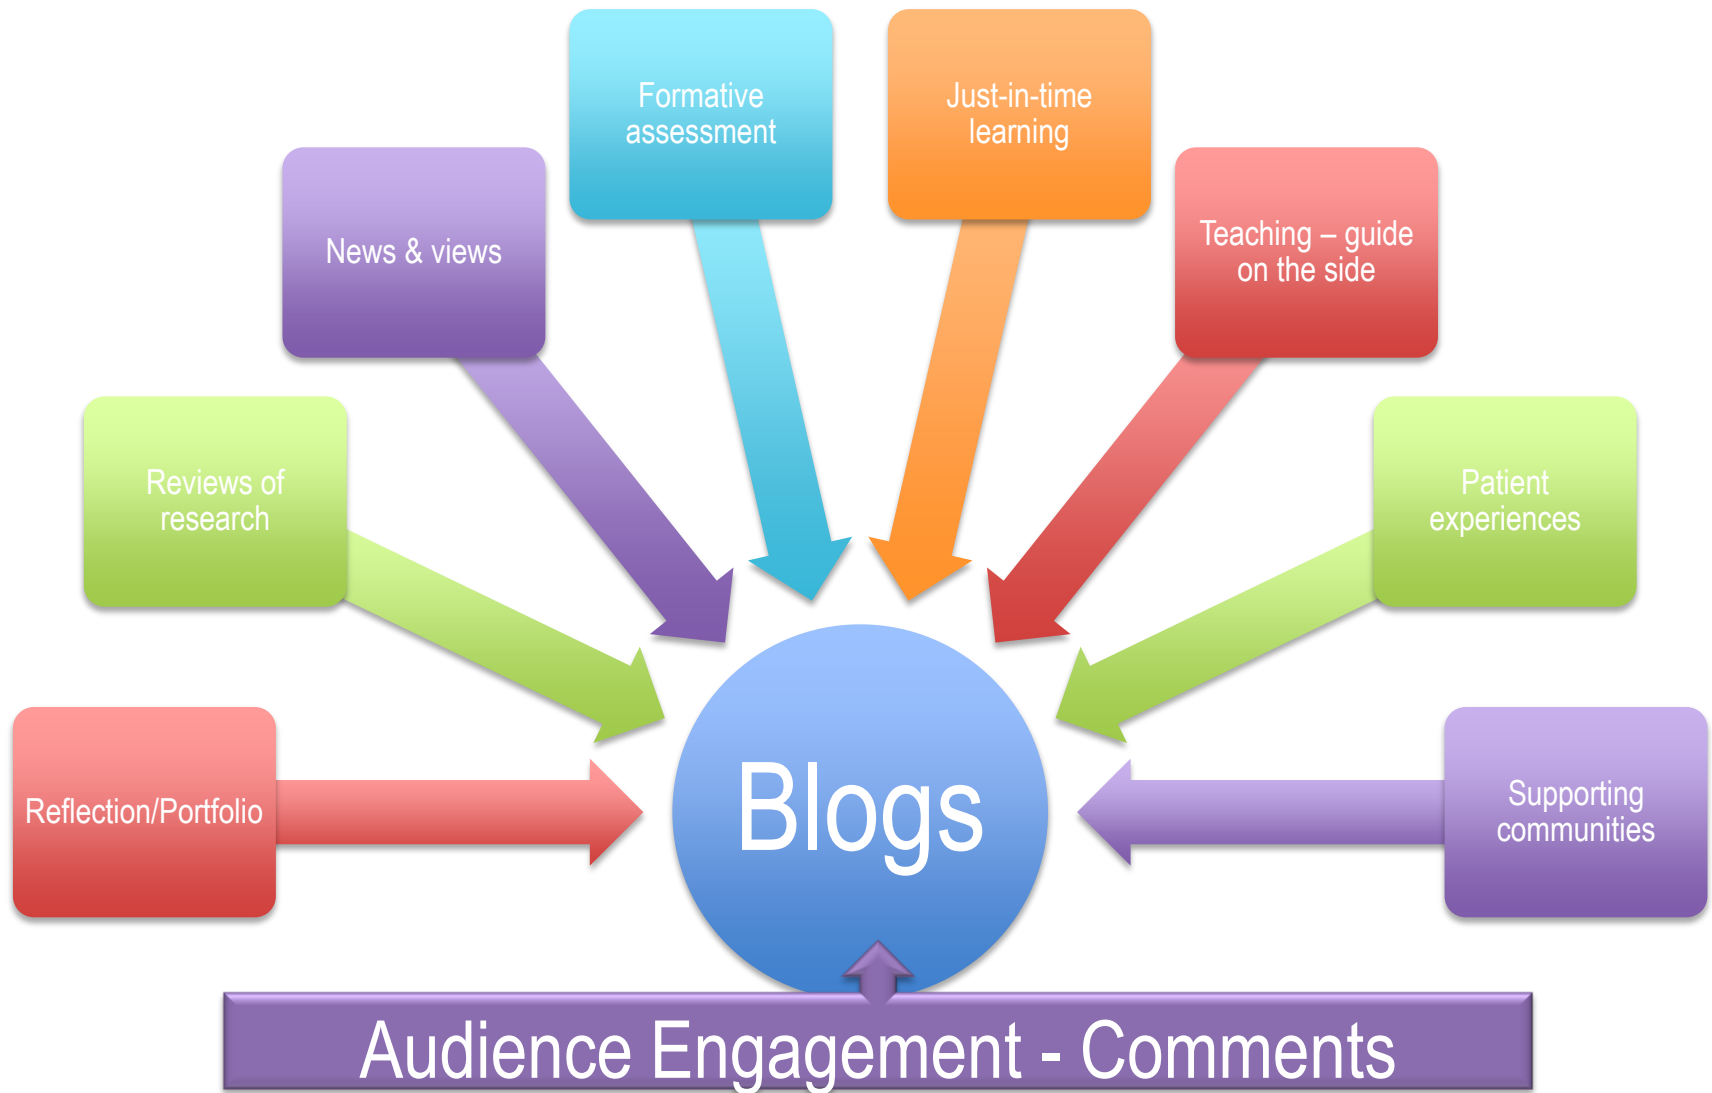 Formative
assessment
Just-in-time
learning
News & views
Teaching – guide
on the side
Reviews of
research
Patient
experiences
Reflection/Portfolio
Blogs
Supporting
communities
Audience Engagement - Comments